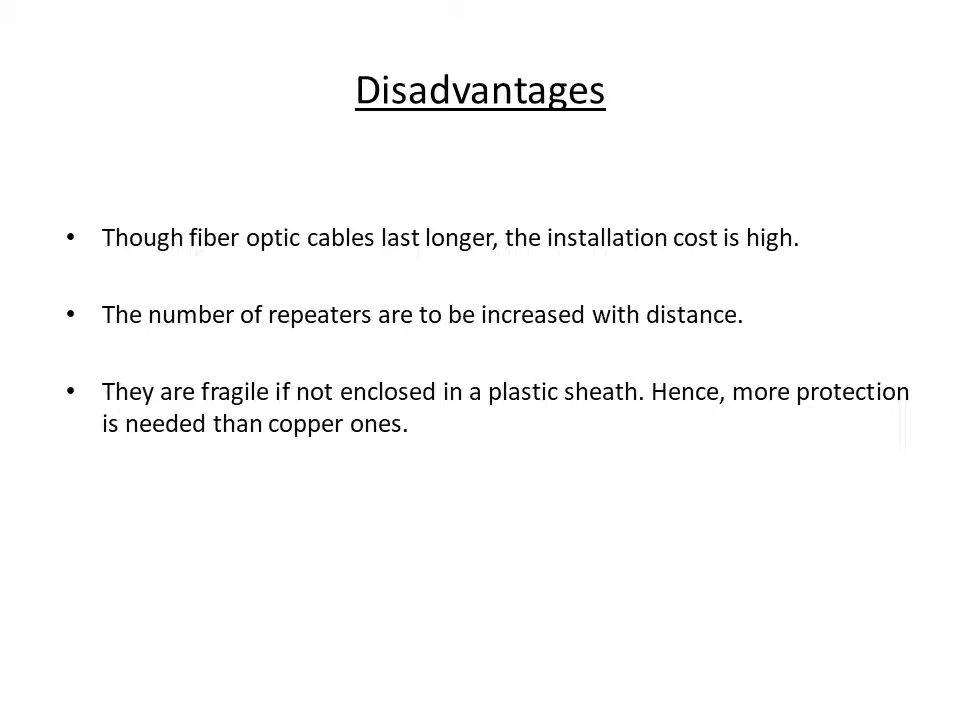 Disadvantages
• Though fiber optic cables last longer, the installation cost is high.
• The number of repeaters are to be increased with distance.
• They are fragile if not enclosed in a plastic sheath. Hence, more protection
is needed than copper ones.